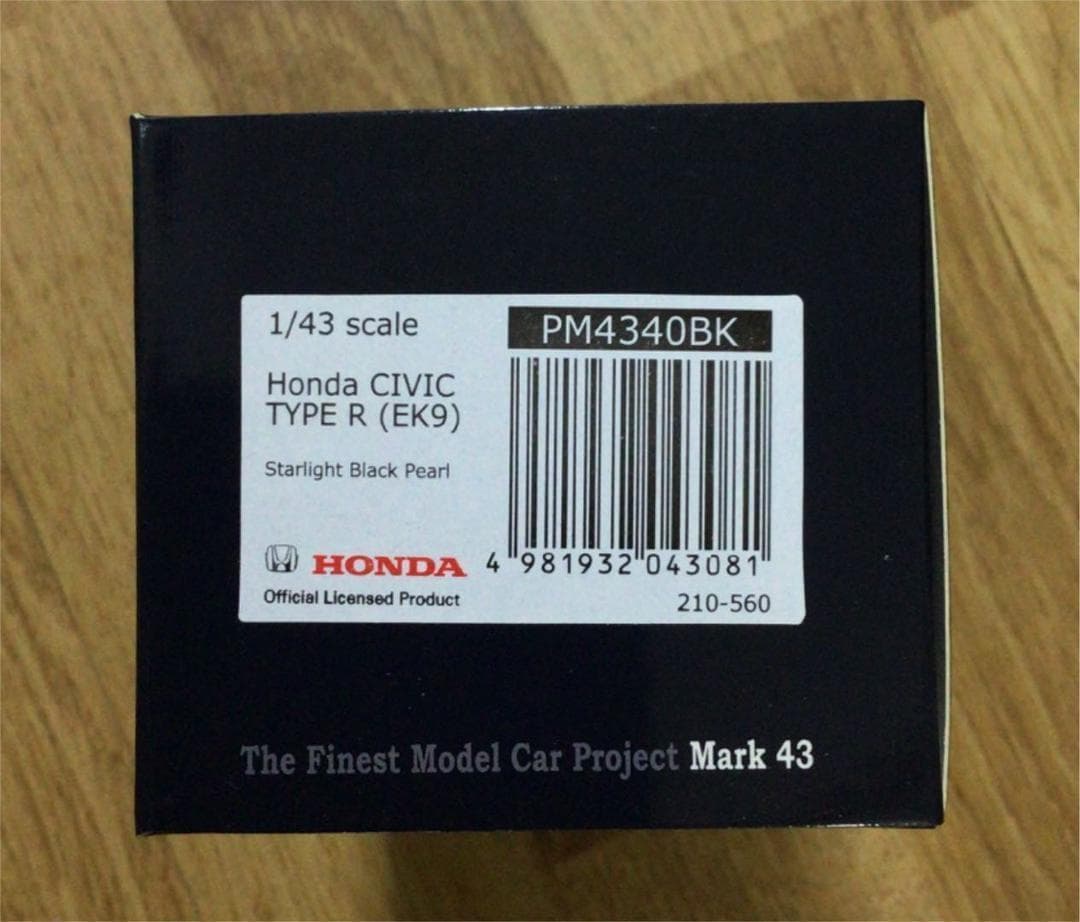 1/43 scale
PM4340BK
Honda CIVIC
TYPE R (EK9)
Starlight Black Pearl
HONDA
4 981932 043081
Official Licensed Product
210-560
The Finest Model Car Project Mark 43